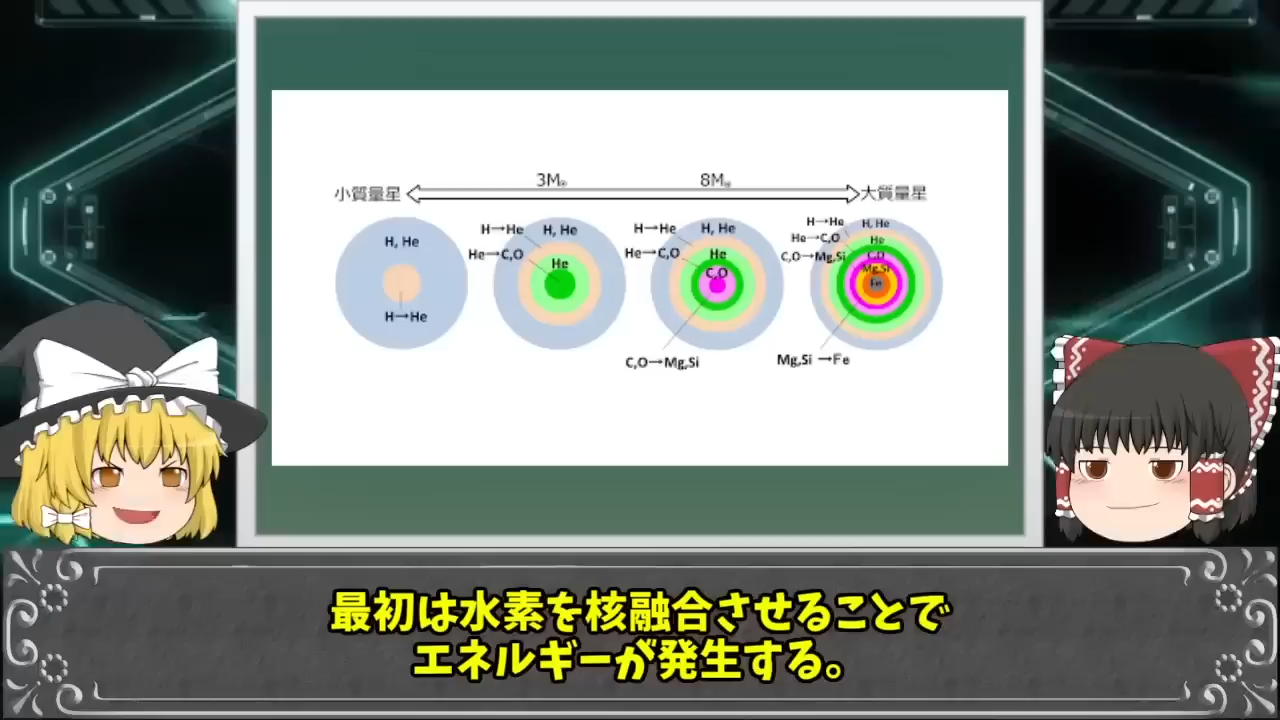 3M⊙ 8M⊙
小質量星 大質量星
H, He
H→He
H→He
H, He
He→C,O
He
H→He
H, He
He→C,O
He
C,O
C,O→Mg,Si
H→He
H, He
He→C,O
He
C,O→Mg,Si
C,O
Mg,Si
Fe
Mg,Si →Fe
最初は水素を核融合させることで
エネルギーが発生する。